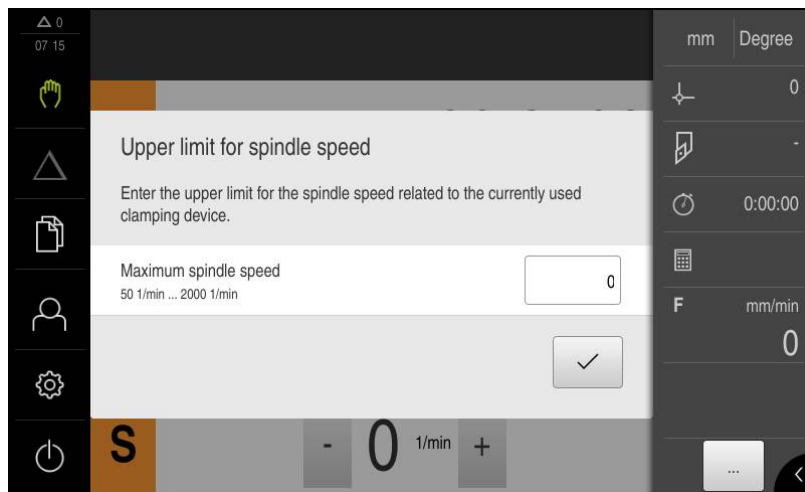 0
07 15
mm Degree
0
Upper limit for spindle speed
-
Enter the upper limit for the spindle speed related to the currently used
clamping device.
0:00:00
Maximum spindle speed
50 1/min ... 2000 1/min
0
F mm/min
0
S - 0 1/min +
...